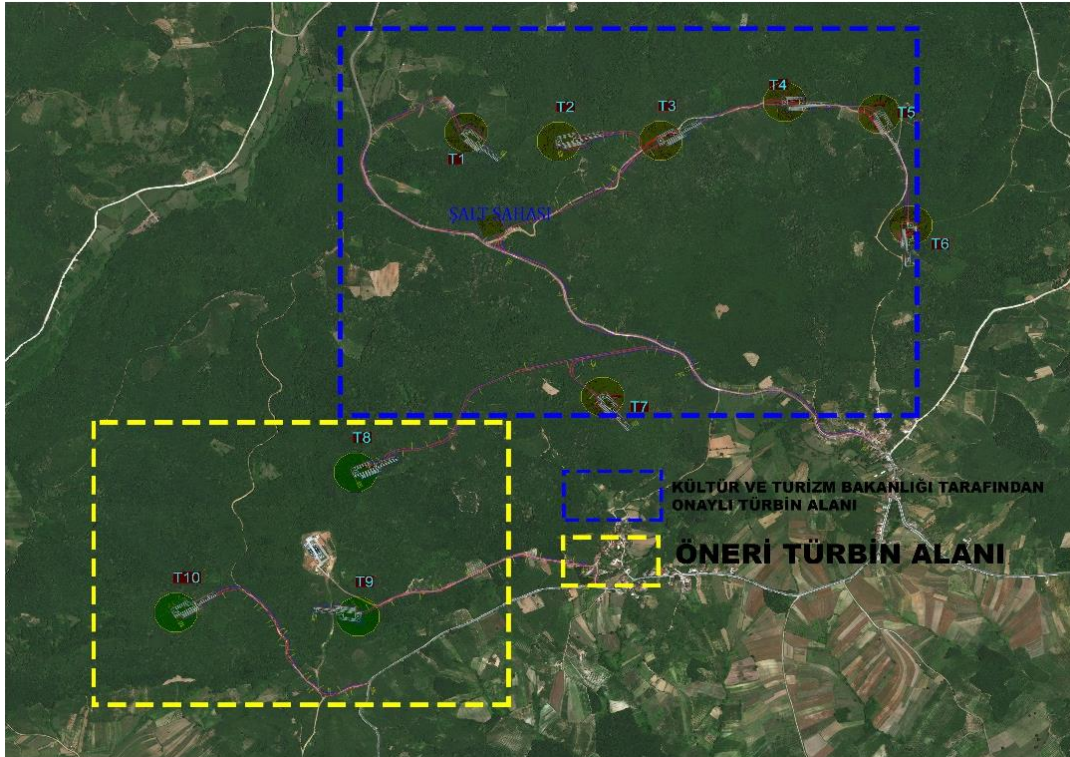 T4
T2
T3
T5
T1
ŞALT SAHASI
T6
T7
T8
KÜLTÜR VE TURİZM BAKANLIĞI TARAFINDAN
ONAYLI TÜRBİN ALANI
ÖNERİ TÜRBİN ALANI
T10
T9